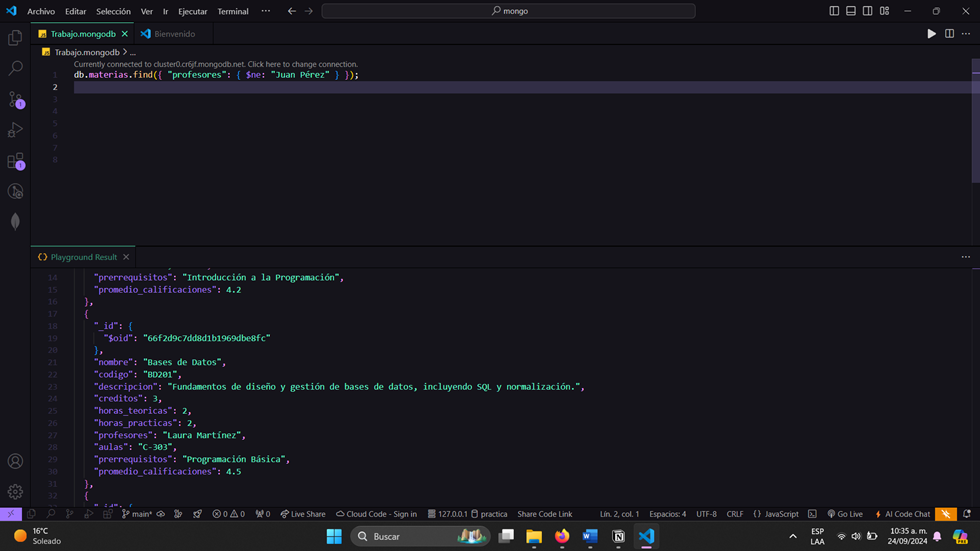 Archivo Editar Selección Ver Ir Ejecutar Terminal ··· mongo
Trabajo.mongodb Bienvenido
Trabajo.mongodb > ...
Currently connected to cluster0.cr6jf.mongodb.net. Click here to change connection.
1 db.materias.find({ "profesores": { $ne: "Juan Pérez" } });
2
3
4
5
6
7
8
Playground Result
14 "prerrequisitos": "Introducción a la Programación",
15 "promedio_calificaciones": 4.2
16 },
17 {
18 "_id": {
19 "$oid": "66f2d9c7dd8d1b1969dbe8fc"
20 },
21 "nombre": "Bases de Datos",
22 "codigo": "BD201",
23 "descripcion": "Fundamentos de diseño y gestión de bases de datos, incluyendo SQL y normalización.",
24 "creditos": 3,
25 "horas_teoricas": 2,
26 "horas_practicas": 2,
27 "profesores": "Laura Martínez",
28 "aulas": "C-303",
29 "prerrequisitos": "Programación Básica",
30 "promedio_calificaciones": 4.5
31 },
32 {
main* 0 0 0 Live Share Cloud Code - Sign in 127.0.0.1 practica Share Code Link Lín. 2, col. 1 Espacios: 4 UTF-8 CRLF {} JavaScript Go Live AI Code Chat
16°C
Soleado
Buscar
ESP
LAA
10:35 a. m.
24/09/2024